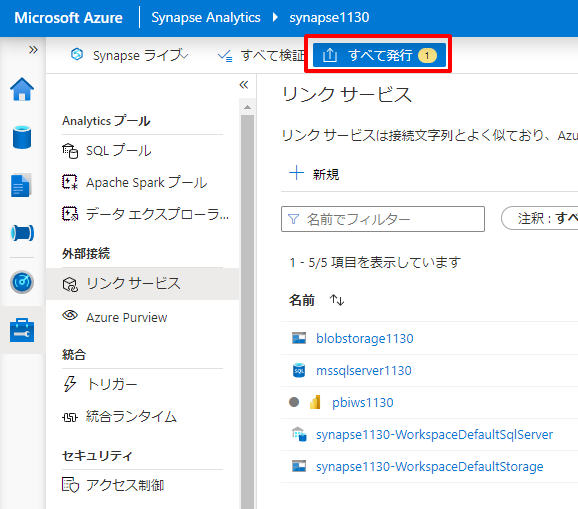 Microsoft Azure Synapse Analytics synapse1130
Synapse ライブ すべて検証 すべて発行 1
Analytics プール
SQL プール
Apache Spark プール
データ エクスプローラ...
外部接続
リンク サービス
Azure Purview
統合
トリガー
統合ランタイム
セキュリティ
アクセス制御
リンク サービス
リンク サービスは接続文字列とよく似ており、Azu
新規
名前でフィルター
注釈 : すべ
1 - 5/5 項目を表示しています
名前
blobstorage1130
mssqlserver1130
pbiws1130
synapse1130-WorkspaceDefaultSqlServer
synapse1130-WorkspaceDefaultStorage